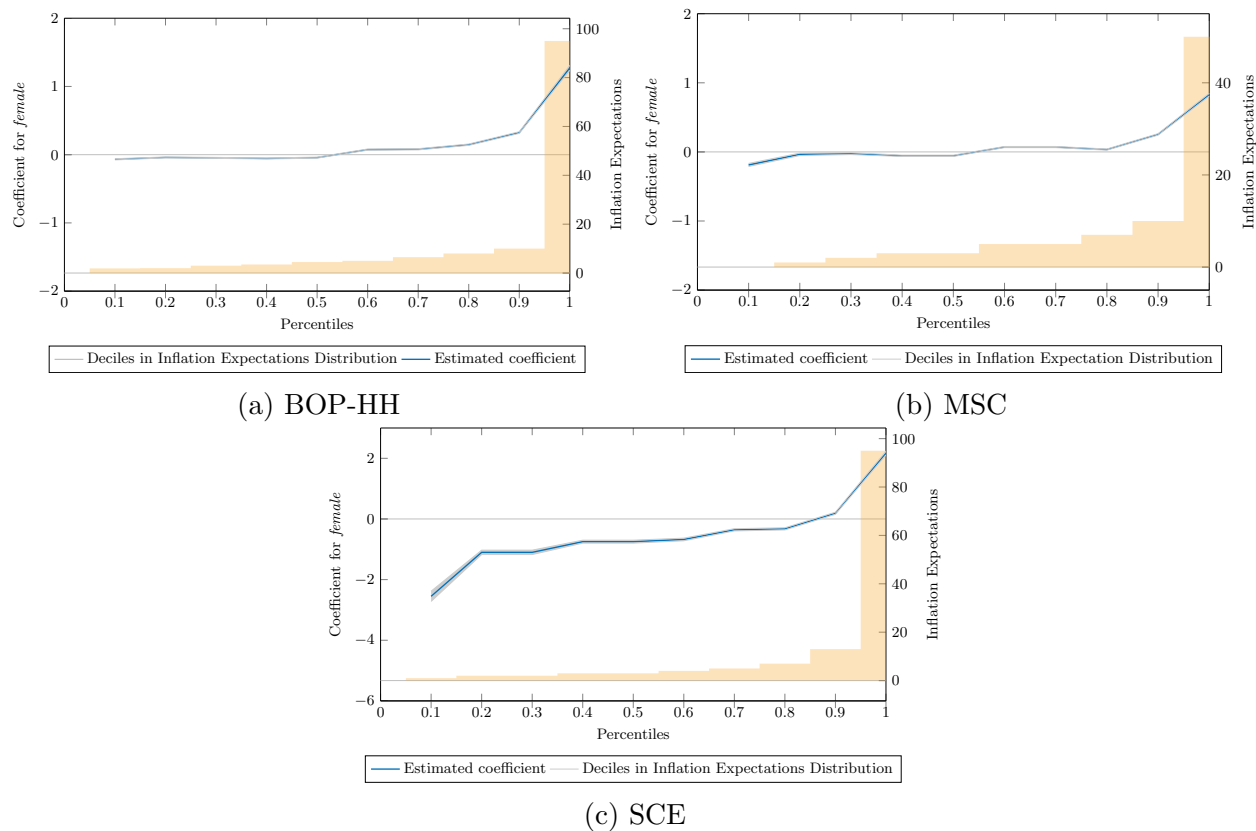 2
1
0
−1
−2
Coefficient for female
100
80
60
40
20
0
Inflation Expectations
0 0.1 0.2 0.3 0.4 0.5 0.6 0.7 0.8 0.9 1
Percentiles
Deciles in Inflation Expectations Distribution Estimated coefficient
(a) BOP-HH
2
1
0
−1
−2
Coefficient for female
40
20
0
Inflation Expectations
0 0.1 0.2 0.3 0.4 0.5 0.6 0.7 0.8 0.9 1
Percentiles
Estimated coefficient Deciles in Inflation Expectation Distribution
(b) MSC
2
0
−2
−4
−6
Coefficient for female
100
80
60
40
20
0
Inflation Expectations
0 0.1 0.2 0.3 0.4 0.5 0.6 0.7 0.8 0.9 1
Percentiles
Estimated coefficient Deciles in Inflation Expectations Distribution
(c) SCE